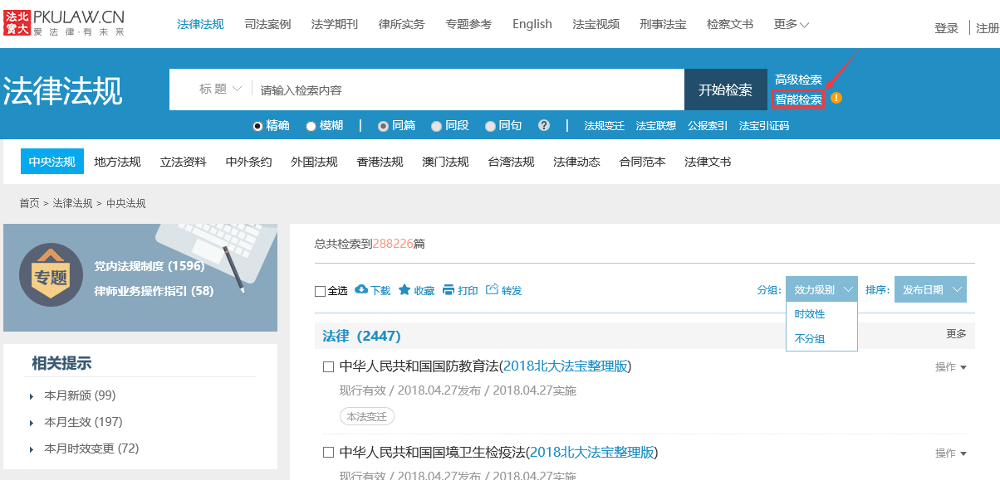 法北寳大 PKULAW.CN
爱法律·有未来
法律法规 司法案例 法学期刊 律所实务 专题参考 English 法宝视频 刑事法宝 检察文书 更多
登录 注册
法律法规
标题 请输入检索内容 开始检索
高级检索
智能检索 !
精确 模糊 | 同篇 同段 同句 ? | 法规变迁 法宝联想 公报索引 法宝引证码
中央法规 地方法规 立法资料 中外条约 外国法规 香港法规 澳门法规 台湾法规 法律动态 合同范本 法律文书
首页 > 法律法规 > 中央法规
专题
党内法规制度 (1596)
律师业务操作指引 (58)
相关提示
本月新颁 (99)
本月生效 (197)
本月时效变更 (72)
总共检索到288226篇
全选 下载 收藏 打印 转发 分组: 效力级别 排序: 发布日期
时效性
不分组
法律 (2447) 更多
中华人民共和国国防教育法(2018北大法宝整理版) 操作
现行有效 / 2018.04.27发布 / 2018.04.27实施
本法变迁
中华人民共和国国境卫生检疫法(2018北大法宝整理版) 操作
现行有效 / 2018.04.27发布 / 2018.04.27实施